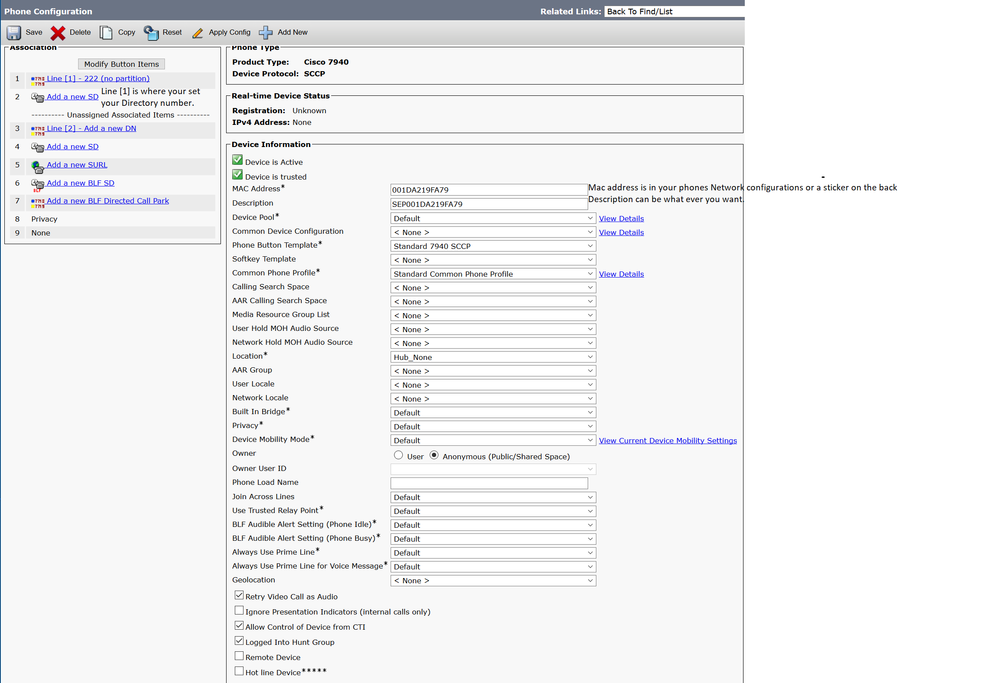 Phone Configuration
Related Links: Back To Find/List
Save Delete Copy Reset Apply Config Add New
Association
Modify Button Items
1 Line [1] - 222 (no partition)
Line [1] is where your set
2 Add a new SD
your Directory number.
---------- Unassigned Associated Items ----------
3 Line [2] - Add a new DN
4 Add a new SD
5 Add a new SURL
6 Add a new BLF SD
7 Add a new BLF Directed Call Park
8 Privacy
9 None
Phone Type
Product Type: Cisco 7940
Device Protocol: SCCP
Real-time Device Status
Registration: Unknown
IPv4 Address: None
Device Information
Device is Active
Device is trusted
MAC Address* 001DA219FA79 Mac address is in your phones Network configurations or a sticker on the back
Description SEP001DA219FA79 Description can be what ever you want.
Device Pool* Default View Details
Common Device Configuration < None > View Details
Phone Button Template* Standard 7940 SCCP
Softkey Template < None >
Common Phone Profile* Standard Common Phone Profile View Details
Calling Search Space < None >
AAR Calling Search Space < None >
Media Resource Group List < None >
User Hold MOH Audio Source < None >
Network Hold MOH Audio Source < None >
Location* Hub_None
AAR Group < None >
User Locale < None >
Network Locale < None >
Built In Bridge* Default
Privacy* Default
Device Mobility Mode* Default View Current Device Mobility Settings
Owner User Anonymous (Public/Shared Space)
Owner User ID
Phone Load Name
Join Across Lines Default
Use Trusted Relay Point* Default
BLF Audible Alert Setting (Phone Idle)* Default
BLF Audible Alert Setting (Phone Busy)* Default
Always Use Prime Line* Default
Always Use Prime Line for Voice Message* Default
Geolocation < None >
Retry Video Call as Audio
Ignore Presentation Indicators (internal calls only)
Allow Control of Device from CTI
Logged Into Hunt Group
Remote Device
Hot line Device*****